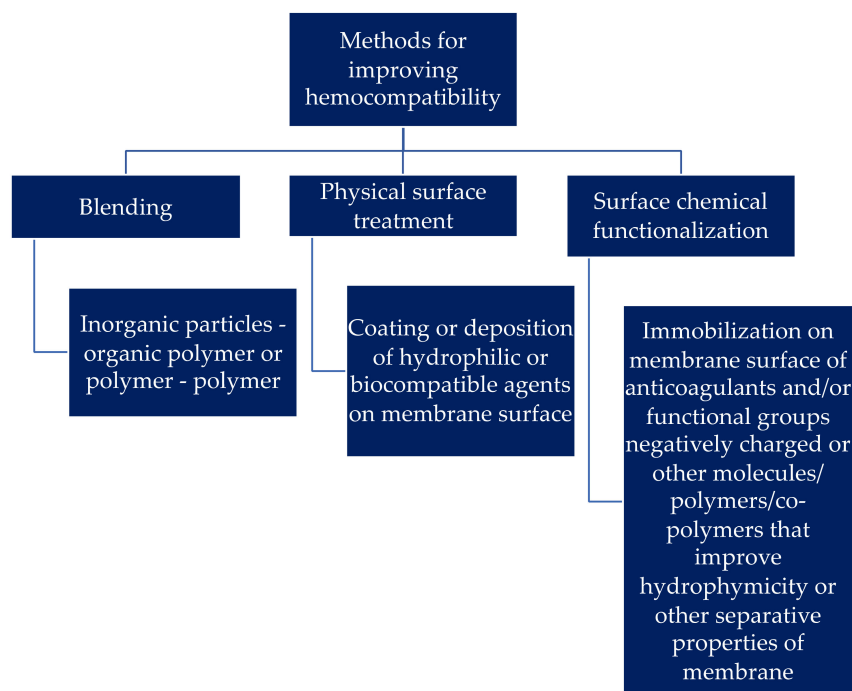 Methods for
improving
hemocompatibility
Blending
Physical surface
treatment
Surface chemical
functionalization
Inorganic particles -
organic polymer or
polymer - polymer
Coating or deposition
of hydrophilic or
biocompatible agents
on membrane surface
Immobilization on
membrane surface of
anticoagulants and/or
functional groups
negatively charged or
other molecules/
polymers/co-
polymers that
improve
hydrophymicity or
other separative
properties of
membrane